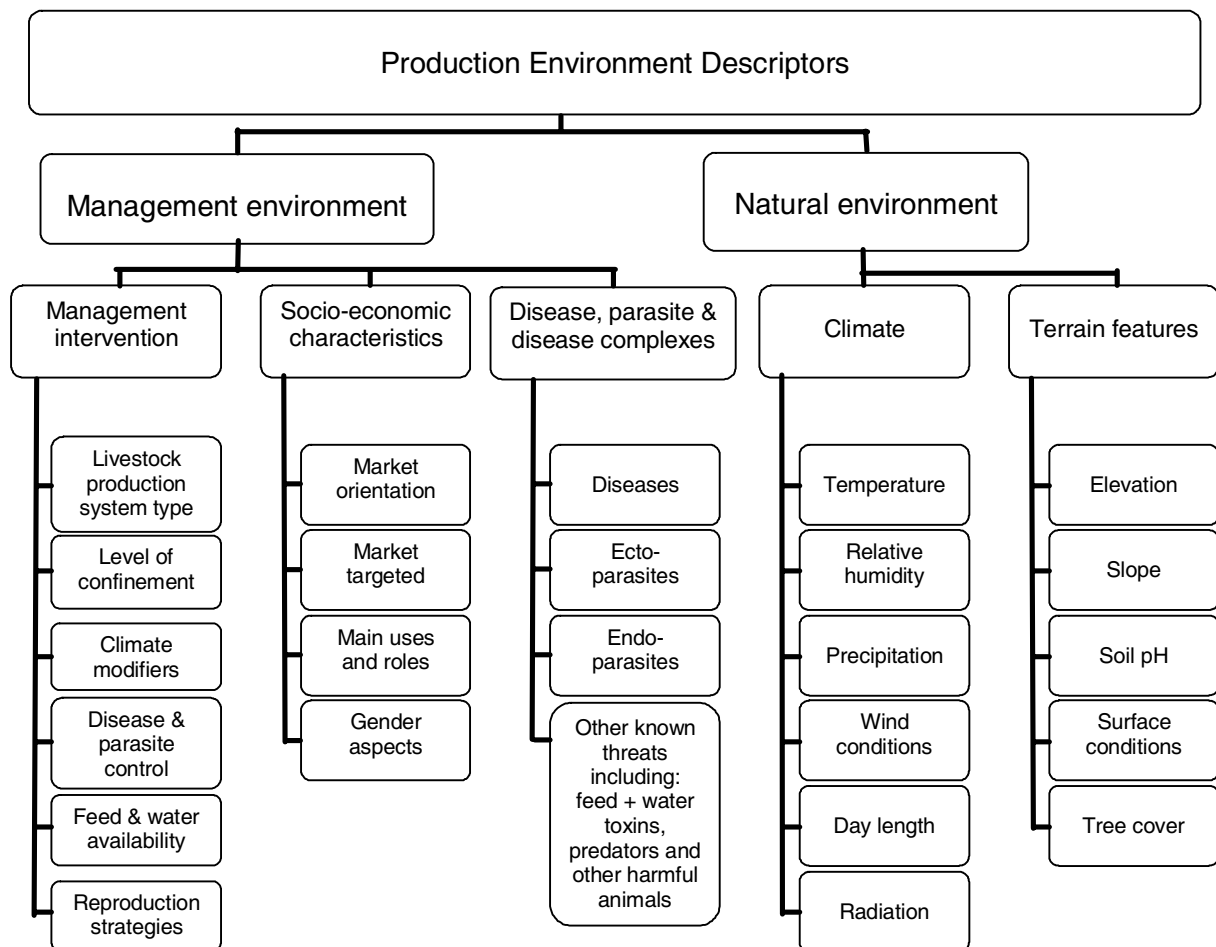 Production Environment Descriptors
Management environment
Natural environment
Management
intervention
Socio-economic
characteristics
Disease, parasite &
disease complexes
Climate
Terrain features
Livestock
production
system type
Level of
confinement
Climate
modifiers
Disease &
parasite
control
Feed & water
availability
Reproduction
strategies
Market
orientation
Market
targeted
Main uses
and roles
Gender
aspects
Diseases
Ecto-
parasites
Endo-
parasites
Other known
threats
including:
feed + water
toxins,
predators and
other harmful
animals
Temperature
Relative
humidity
Precipitation
Wind
conditions
Day length
Radiation
Elevation
Slope
Soil pH
Surface
conditions
Tree cover